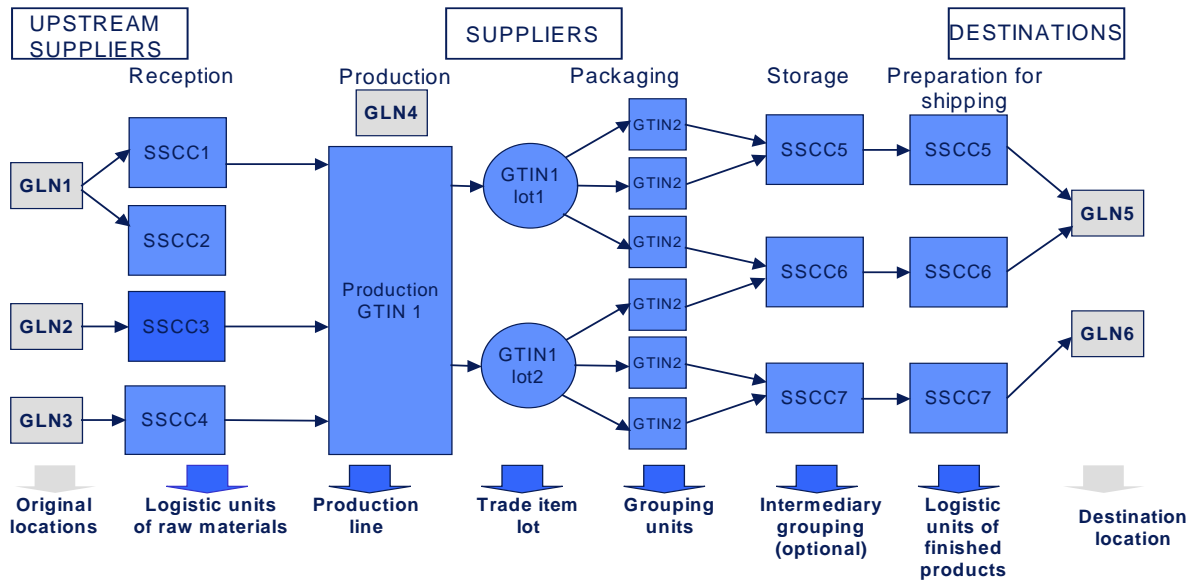 UPSTREAM
SUPPLIERS
SUPPLIERS
DESTINATIONS
Reception
Production
Packaging
Storage
Preparation for
shipping
GLN4
GLN1
GLN2
GLN3
SSCC1
SSCC2
SSCC3
SSCC4
Production
GTIN 1
GTIN1
lot1
GTIN1
lot2
GTIN2
GTIN2
GTIN2
GTIN2
GTIN2
GTIN2
SSCC5
SSCC6
SSCC7
SSCC5
SSCC6
SSCC7
GLN5
GLN6
Original
locations
Logistic units
of raw materials
Production
line
Trade item
lot
Grouping
units
Intermediary
grouping
(optional)
Logistic
units of
finished
products
Destination
location